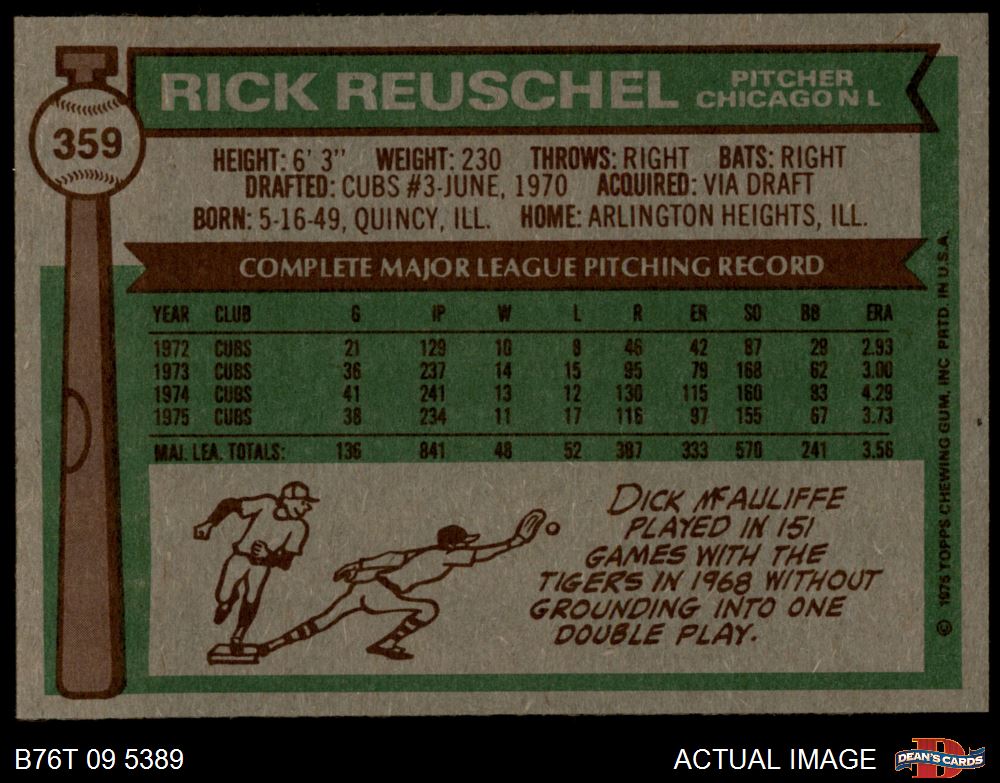 RICK REUSCHEL
PITCHER
CHICAGO N L
359
HEIGHT: 6' 3" WEIGHT: 230 THROWS: RIGHT BATS: RIGHT
DRAFTED: CUBS #3-JUNE, 1970 ACQUIRED: VIA DRAFT
BORN: 5-16-49, QUINCY, ILL. HOME: ARLINGTON HEIGHTS, ILL.
COMPLETE MAJOR LEAGUE PITCHING RECORD
YEAR CLUB G IP W L R ER SO BB ERA
1972 CUBS 21 129 10 8 46 42 87 29 2.93
1973 CUBS 36 237 14 15 95 79 168 62 3.00
1974 CUBS 41 241 13 12 130 115 160 83 4.29
1975 CUBS 38 234 11 17 116 97 155 67 3.73
MAJ. LEA. TOTALS: 136 841 48 52 387 333 570 241 3.56
DICK McAULIFFE
PLAYED IN 151
GAMES WITH THE
TIGERS IN 1968 WITHOUT
GROUNDING INTO ONE
DOUBLE PLAY.
© 1976 TOPPS CHEWING GUM, INC PRTD. IN U.S.A.
B76T 09 5389
ACTUAL IMAGE
D
DEAN'S CARDS